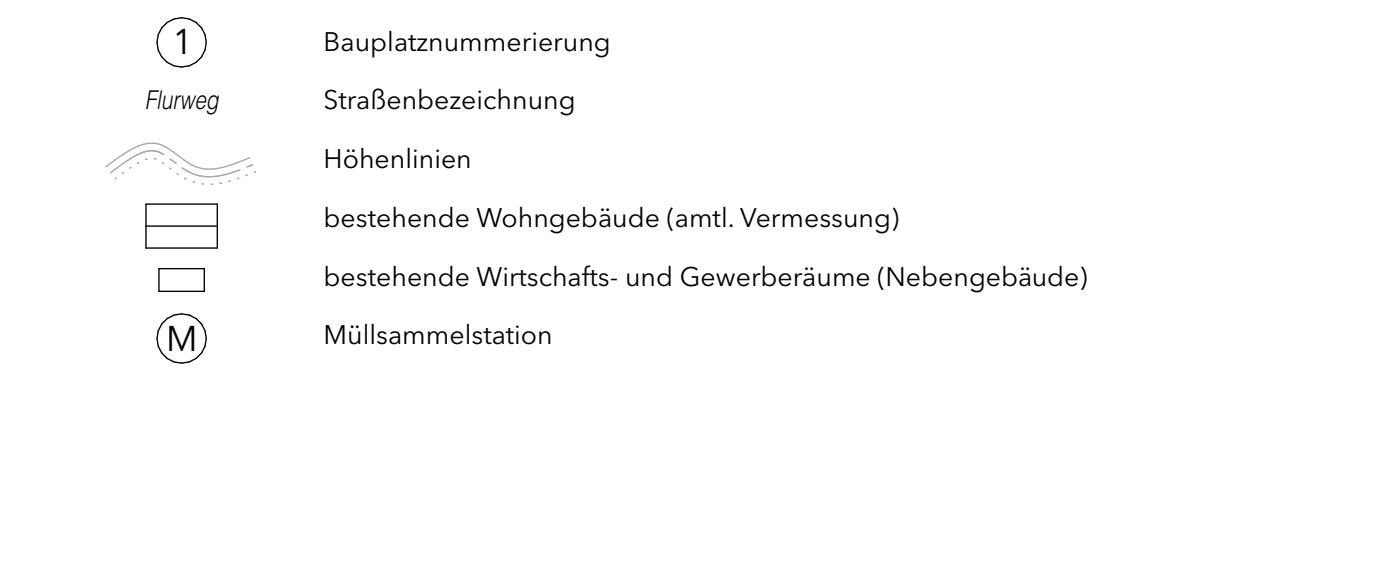 1 Bauplatznummerierung
Flurweg Straßenbezeichnung
Höhenlinien
bestehende Wohngebäude (amtl. Vermessung)
bestehende Wirtschafts- und Gewerberäume (Nebengebäude)
M Müllsammelstation